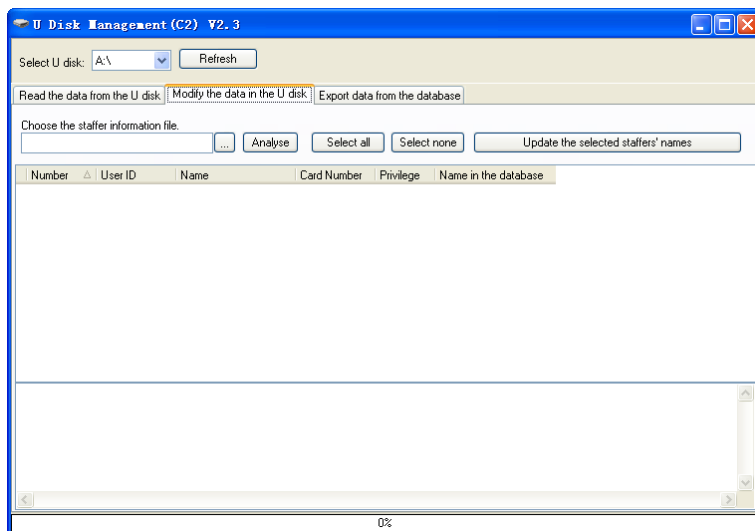 U Disk Management(C2) V2.3
Select U disk: A:\ Refresh
Read the data from the U disk Modify the data in the U disk Export data from the database
Choose the staffer information file.
... Analyse Select all Select none Update the selected staffers' names
Number User ID Name Card Number Privilege Name in the database
0%